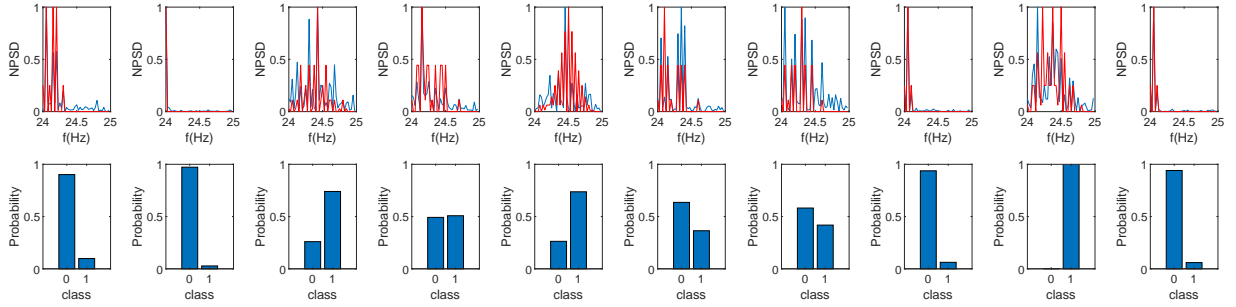 1 1 1 1 1 1 1 1 1 1
NPSD NPSD NPSD NPSD NPSD NPSD NPSD NPSD NPSD NPSD
0.5 0.5 0.5 0.5 0.5 0.5 0.5 0.5 0.5 0.5
0 0 0 0 0 0 0 0 0 0
24 24.5 25 24 24.5 25 24 24.5 25 24 24.5 25 24 24.5 25 24 24.5 25 24 24.5 25 24 24.5 25 24 24.5 25 24 24.5 25
f(Hz) f(Hz) f(Hz) f(Hz) f(Hz) f(Hz) f(Hz) f(Hz) f(Hz) f(Hz)
1 1 1 1 1 1 1 1 1 1
Probability Probability Probability Probability Probability Probability Probability Probability Probability Probability
0.5 0.5 0.5 0.5 0.5 0.5 0.5 0.5 0.5 0.5
0 0 0 0 0 0 0 0 0 0
0 1 0 1 0 1 0 1 0 1 0 1 0 1 0 1 0 1 0 1
class class class class class class class class class class